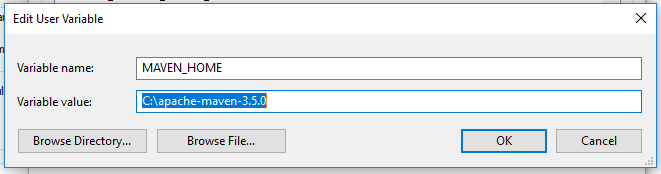 Edit User Variable
Variable name: MAVEN_HOME
Variable value: C:\apache-maven-3.5.0
Browse Directory... Browse File... OK Cancel